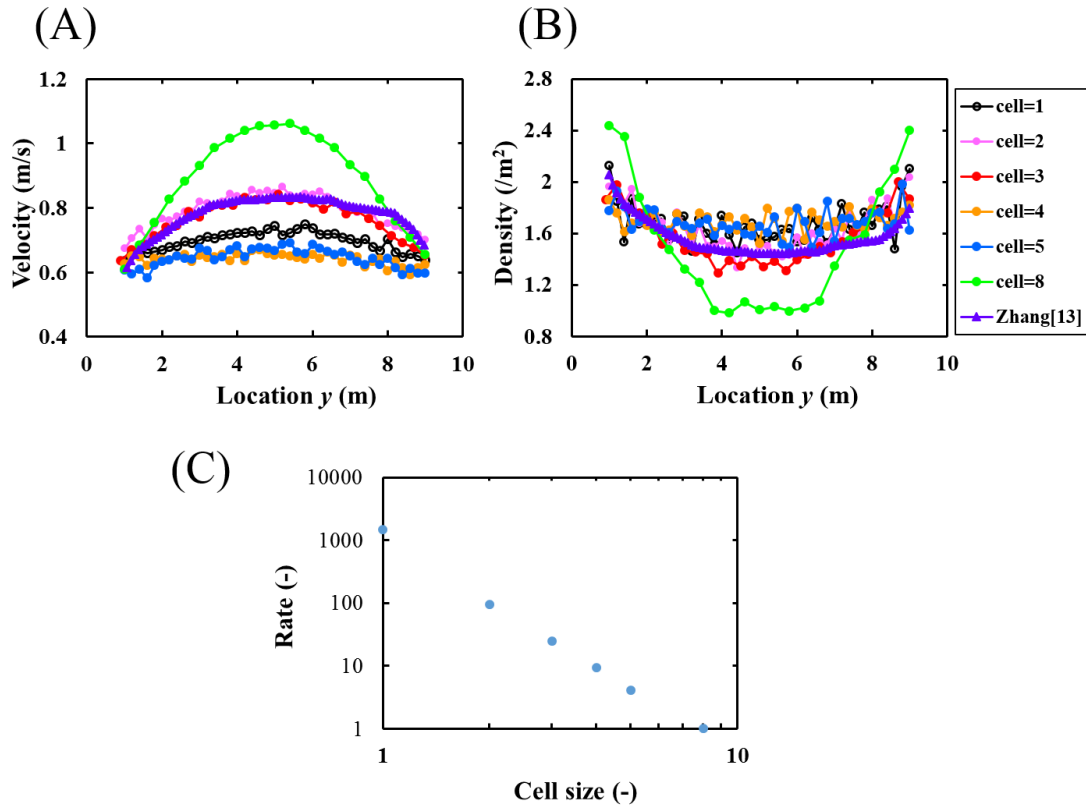 (A)
1.2
1
0.8
0.6
0.4
0 2 4 6 8 10
Velocity (m/s)
Location y (m)
(B)
2.8
2.4
2
1.6
1.2
0.8
0 2 4 6 8 10
Density (/m²)
Location y (m)
cell=1
cell=2
cell=3
cell=4
cell=5
cell=8
Zhang[13]
(C)
10000
1000
100
10
1
1 10
Rate (-)
Cell size (-)